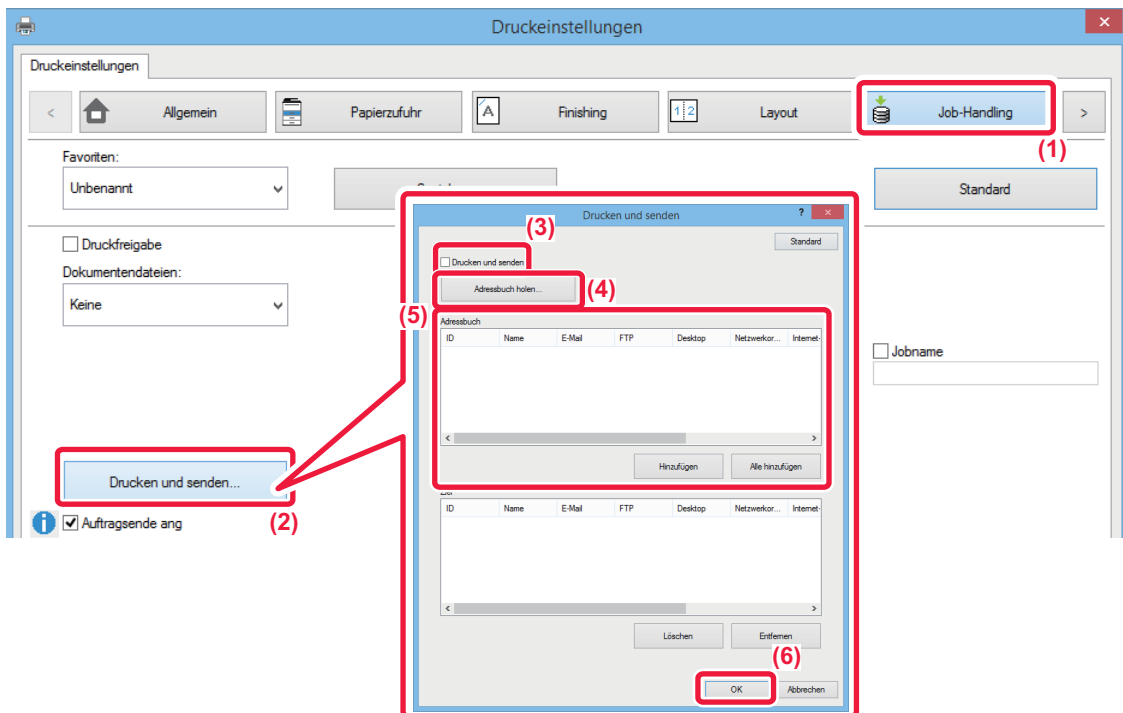 Druckeinstellungen
Druckeinstellungen
< Allgemein Papierzufuhr A Finishing 1 2 Layout Job-Handling >
(1)
Favoriten:
Unbenannt
Standard
Druckfreigabe
Dokumentendateien:
Keine
Jobname
Drucken und senden...
(2)
Auftragsende ang
Drucken und senden ?
Standard
(3)
Drucken und senden
Adressbuch holen...
(4)
(5)
Adressbuch
ID Name E-Mail FTP Desktop Netzwerkor... Internet-
Hinzufügen Alle hinzufügen
ID Name E-Mail FTP Desktop Netzwerkor... Internet-
Löschen Entfernen
(6)
OK Abbrechen